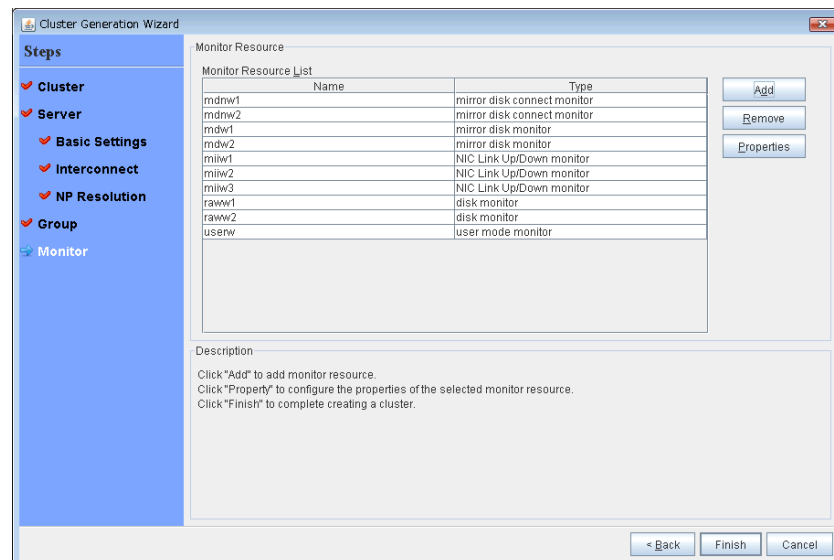 Cluster Generation Wizard
Steps
Cluster
Server
Basic Settings
Interconnect
NP Resolution
Group
Monitor
Monitor Resource
Monitor Resource List
Name Type
mdnw1 mirror disk connect monitor
mdnw2 mirror disk connect monitor
mdw1 mirror disk monitor
mdw2 mirror disk monitor
miiw1 NIC Link Up/Down monitor
miiw2 NIC Link Up/Down monitor
miiw3 NIC Link Up/Down monitor
raww1 disk monitor
raww2 disk monitor
userw user mode monitor
Add
Remove
Properties
Description
Click "Add" to add monitor resource.
Click "Property" to configure the properties of the selected monitor resource.
Click "Finish" to complete creating a cluster.
< Back Finish Cancel